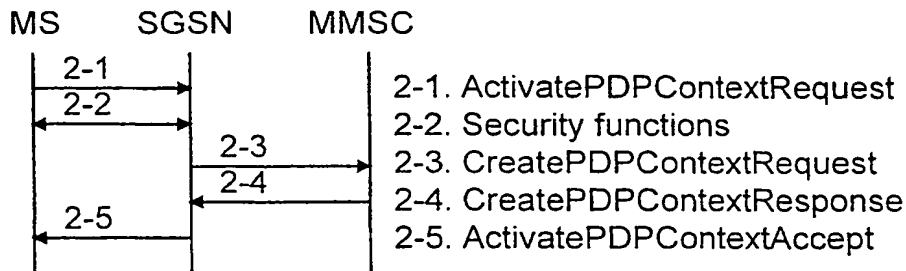 MS SGSN MMSC
2-1
2-1. ActivatePDPContextRequest
2-2
2-2. Security functions
2-3
2-3. CreatePDPContextRequest
2-4
2-4. CreatePDPContextResponse
2-5
2-5. ActivatePDPContextAccept